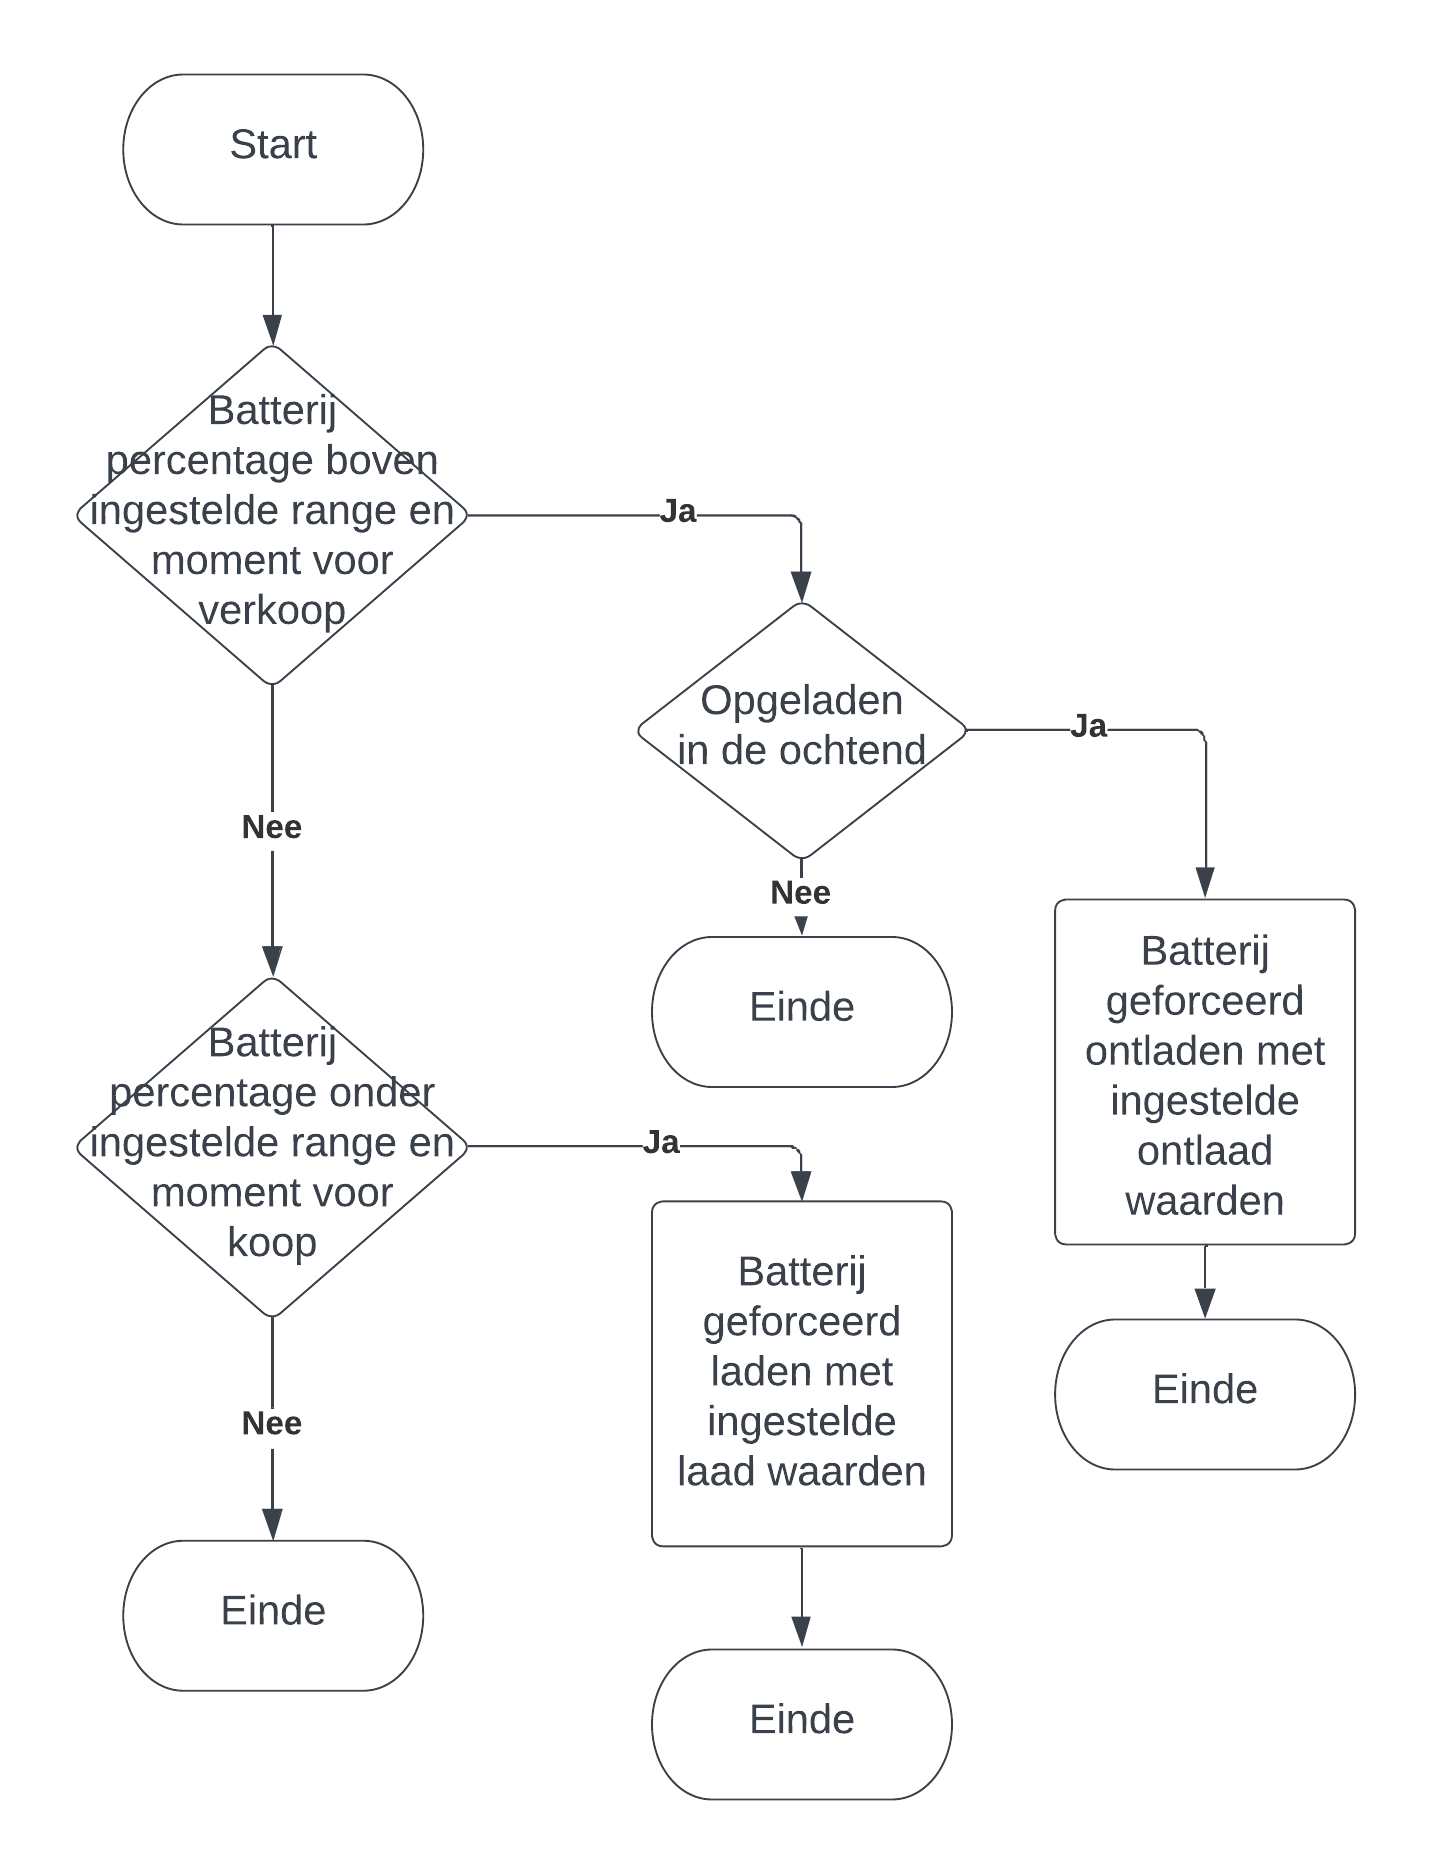 Start
Batterij
percentage boven
ingestelde range en
moment voor
verkoop
Ja
Opgeladen
in de ochtend
Ja
Nee
Nee
Einde
Batterij
geforceerd
ontladen met
ingestelde
ontlaad
waarden
Einde
Batterij
percentage onder
ingestelde range en
moment voor
koop
Ja
Batterij
geforceerd
laden met
ingestelde
laad waarden
Nee
Einde
Einde